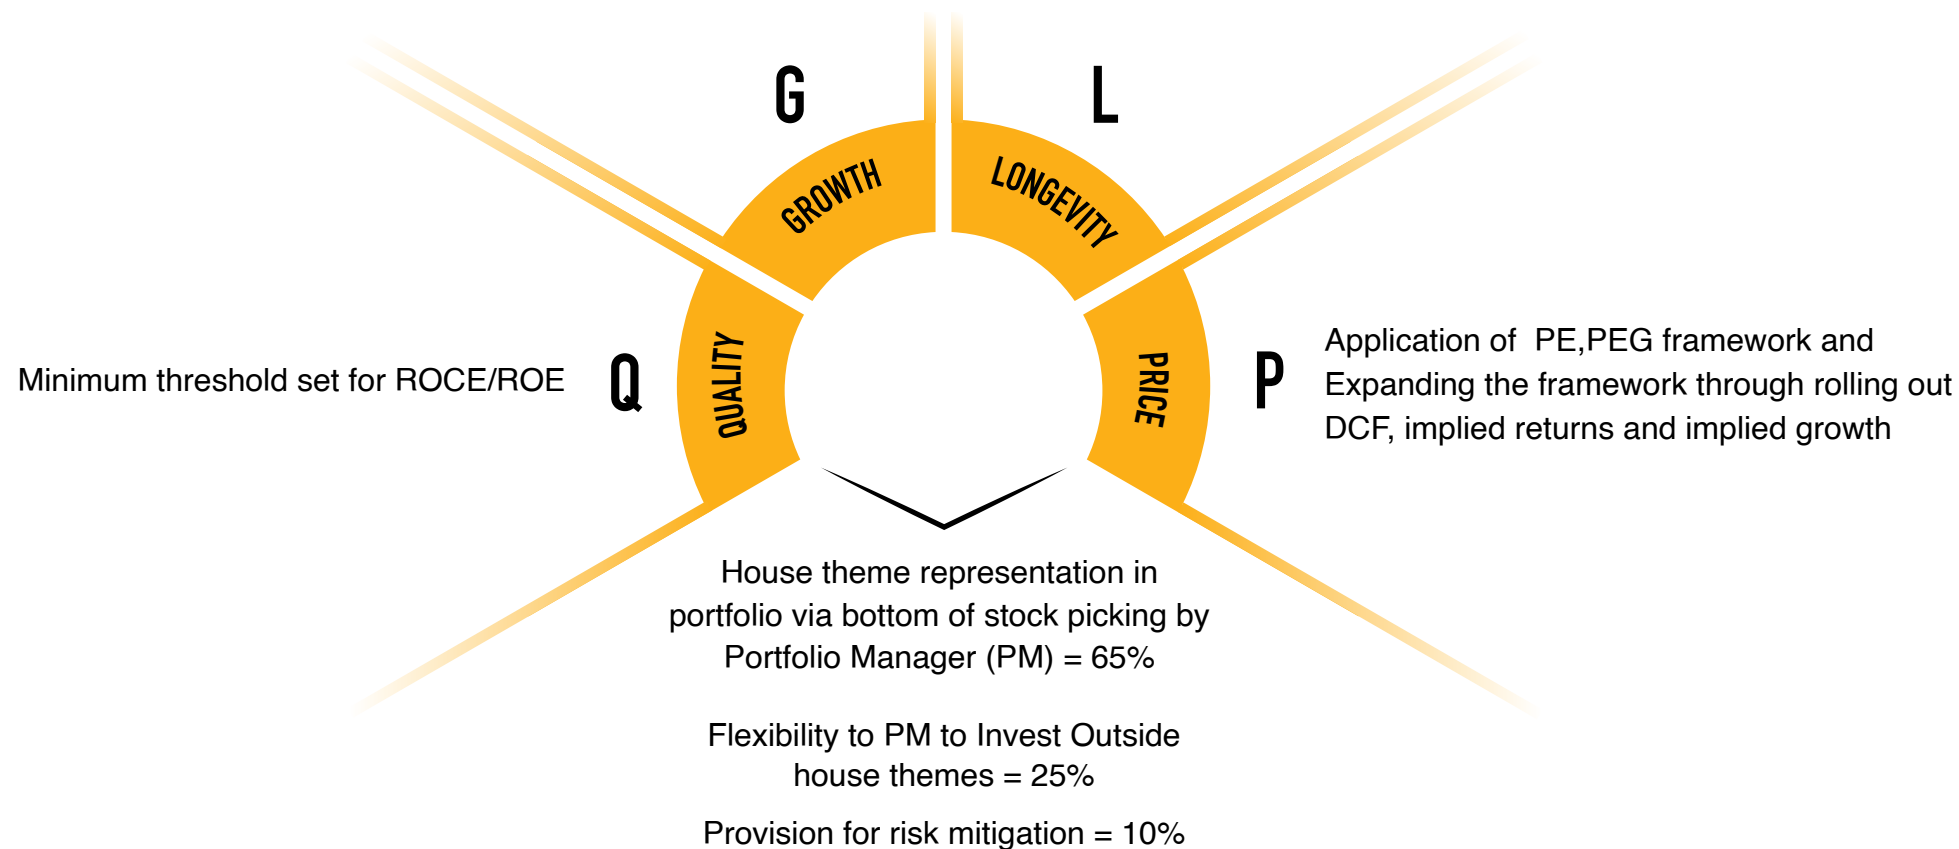 G
L
GROWTH
LONGEVITY
QUALITY
PRICE
Minimum threshold set for ROCE/ROE
Q
P
Application of  PE,PEG framework and
Expanding the framework through rolling out
DCF, implied returns and implied growth
House theme representation in
portfolio via bottom of stock picking by
Portfolio Manager (PM) = 65%
Flexibility to PM to Invest Outside
house themes = 25%
Provision for risk mitigation = 10%